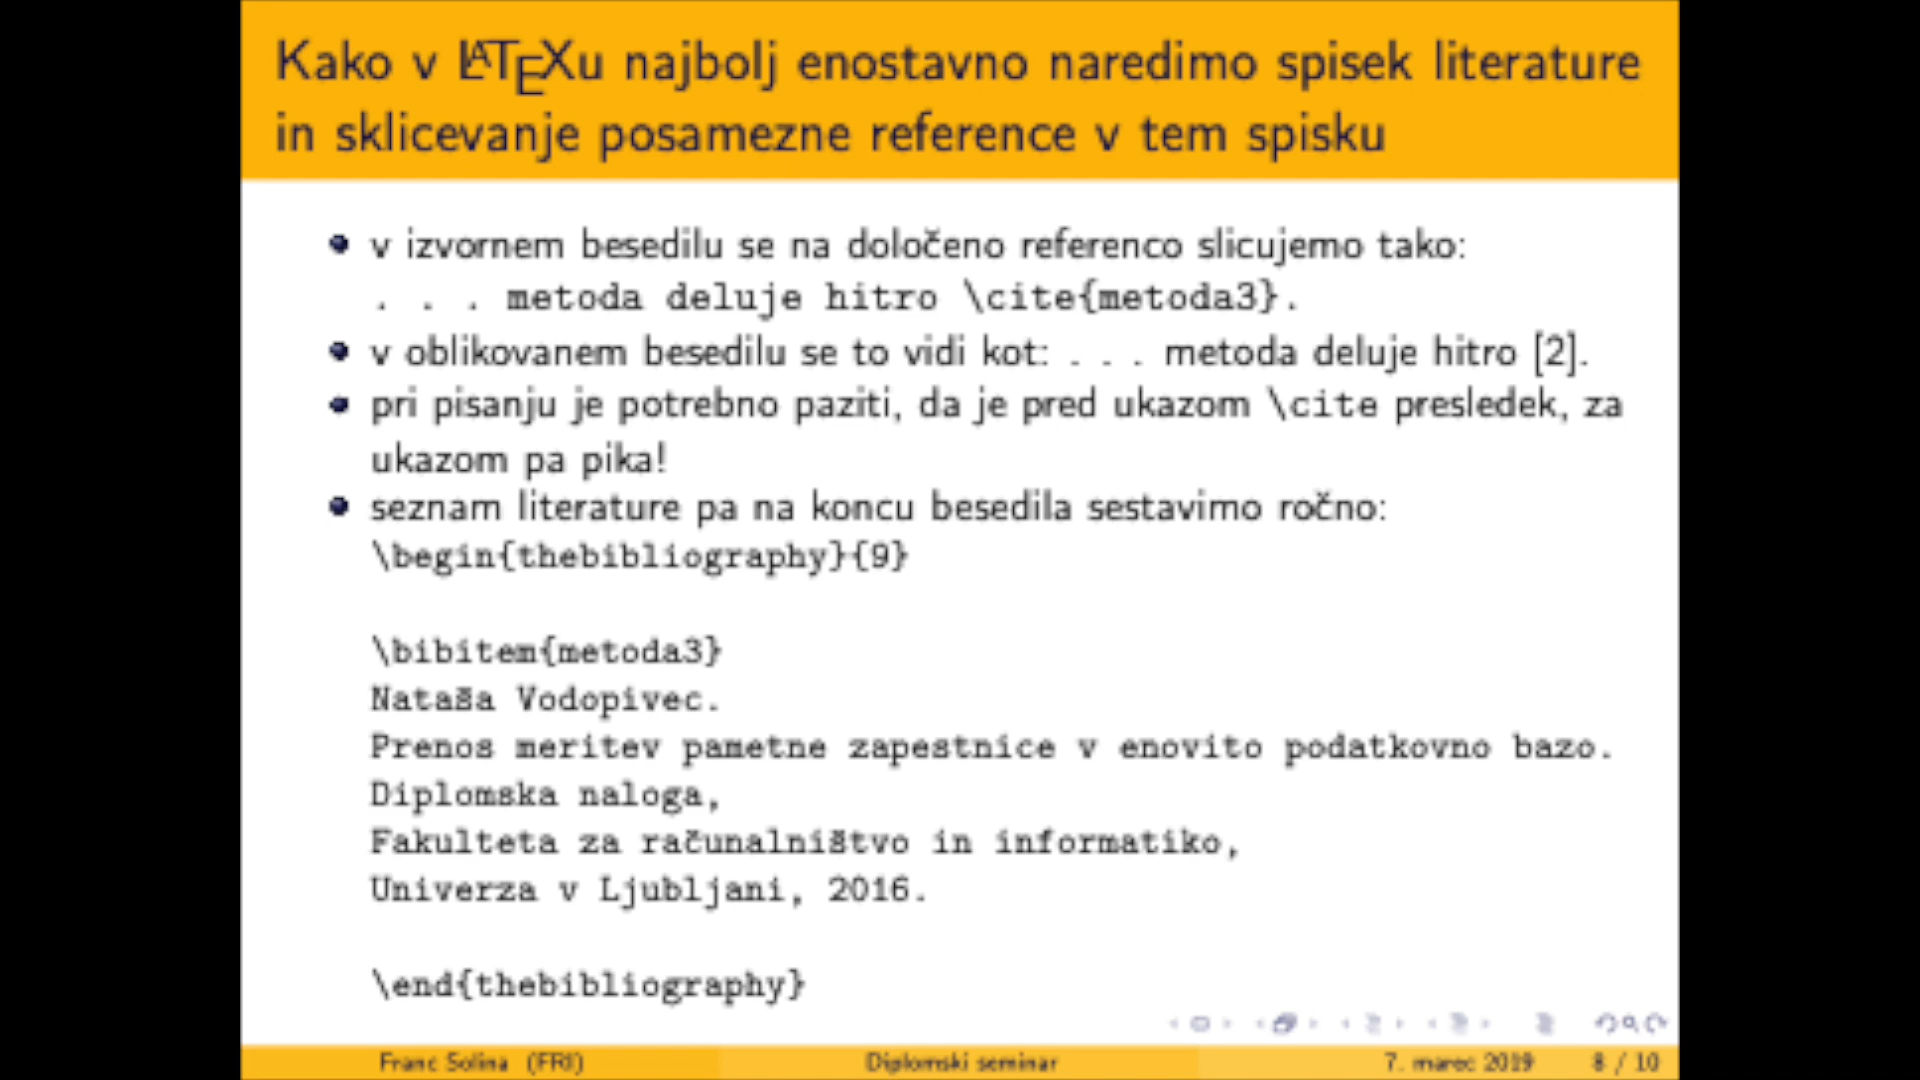 Kako v LATEXu najbolj enostavno naredimo spisek literature
in sklicevanje posamezne reference v tem spisku
v izvornem besedilu se na določeno referenco slicujemo tako:
. . . metoda deluje hitro \cite{metoda3}.
v oblikovanem besedilu se to vidi kot: . . . metoda deluje hitro [2].
pri pisanju je potrebno paziti, da je pred ukazom \cite presledek, za
ukazom pa pika!
seznam literature pa na koncu besedila sestavimo ročno:
\begin{thebibliography}{9}
\bibitem{metoda3}
Nataša Vodopivec.
Prenos meritev pametne zapestnice v enovito podatkovno bazo.
Diplomska naloga,
Fakulteta za računalništvo in informatiko,
Univerza v Ljubljani, 2016.
\end{thebibliography}
Franc Solina (FRI) Diplomski seminar 7. marec 2019 8 / 10